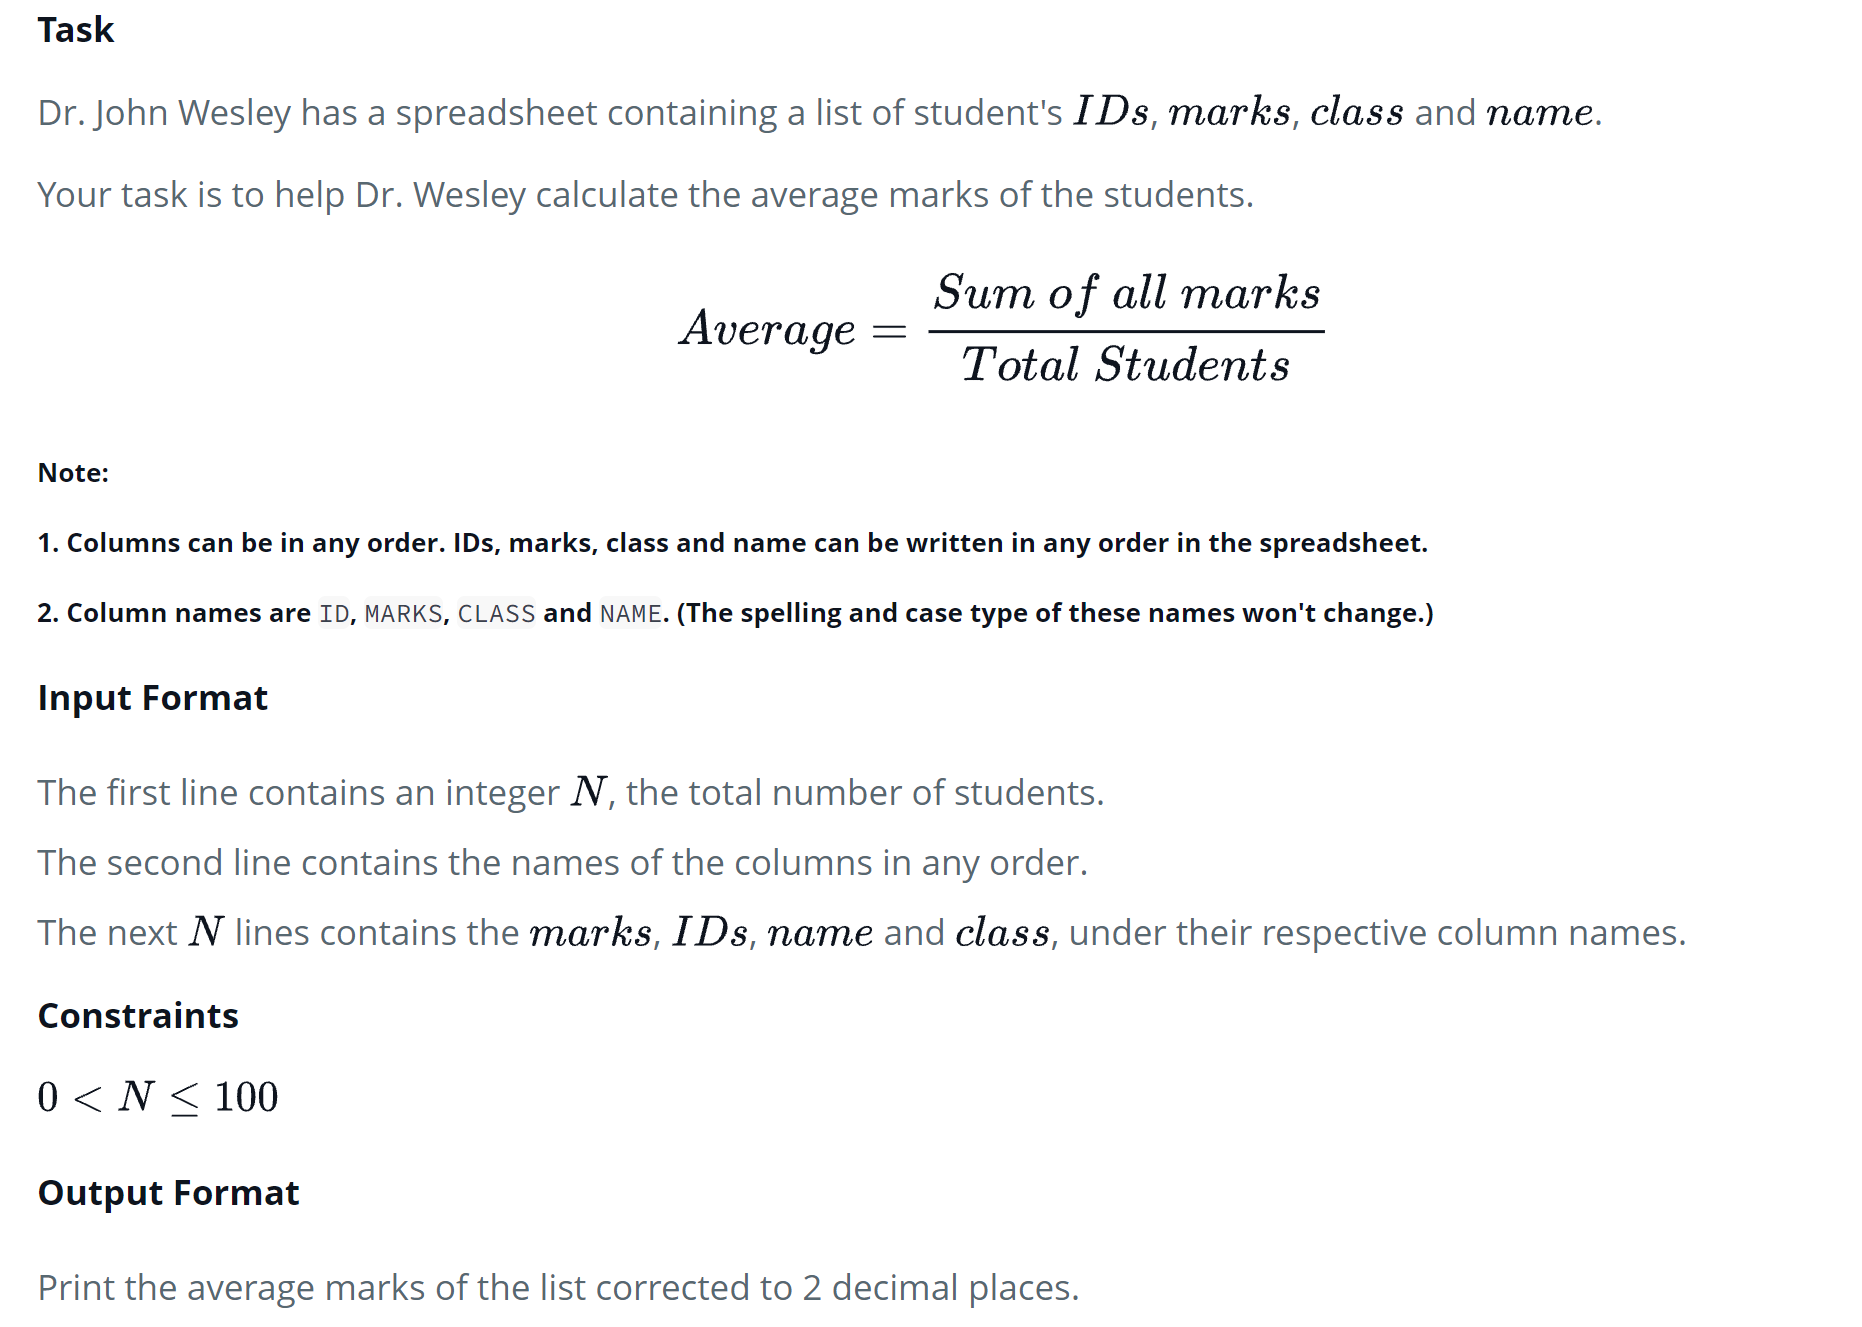 Task
Dr. John Wesley has a spreadsheet containing a list of student's IDs, marks, class and name.
Your task is to help Dr. Wesley calculate the average marks of the students.
Average = Sum of all marks / Total Students
Note:
1. Columns can be in any order. IDs, marks, class and name can be written in any order in the spreadsheet.
2. Column names are ID, MARKS, CLASS and NAME. (The spelling and case type of these names won't change.)
Input Format
The first line contains an integer N, the total number of students.
The second line contains the names of the columns in any order.
The next N lines contains the marks, IDs, name and class, under their respective column names.
Constraints
0 < N ≤ 100
Output Format
Print the average marks of the list corrected to 2 decimal places.